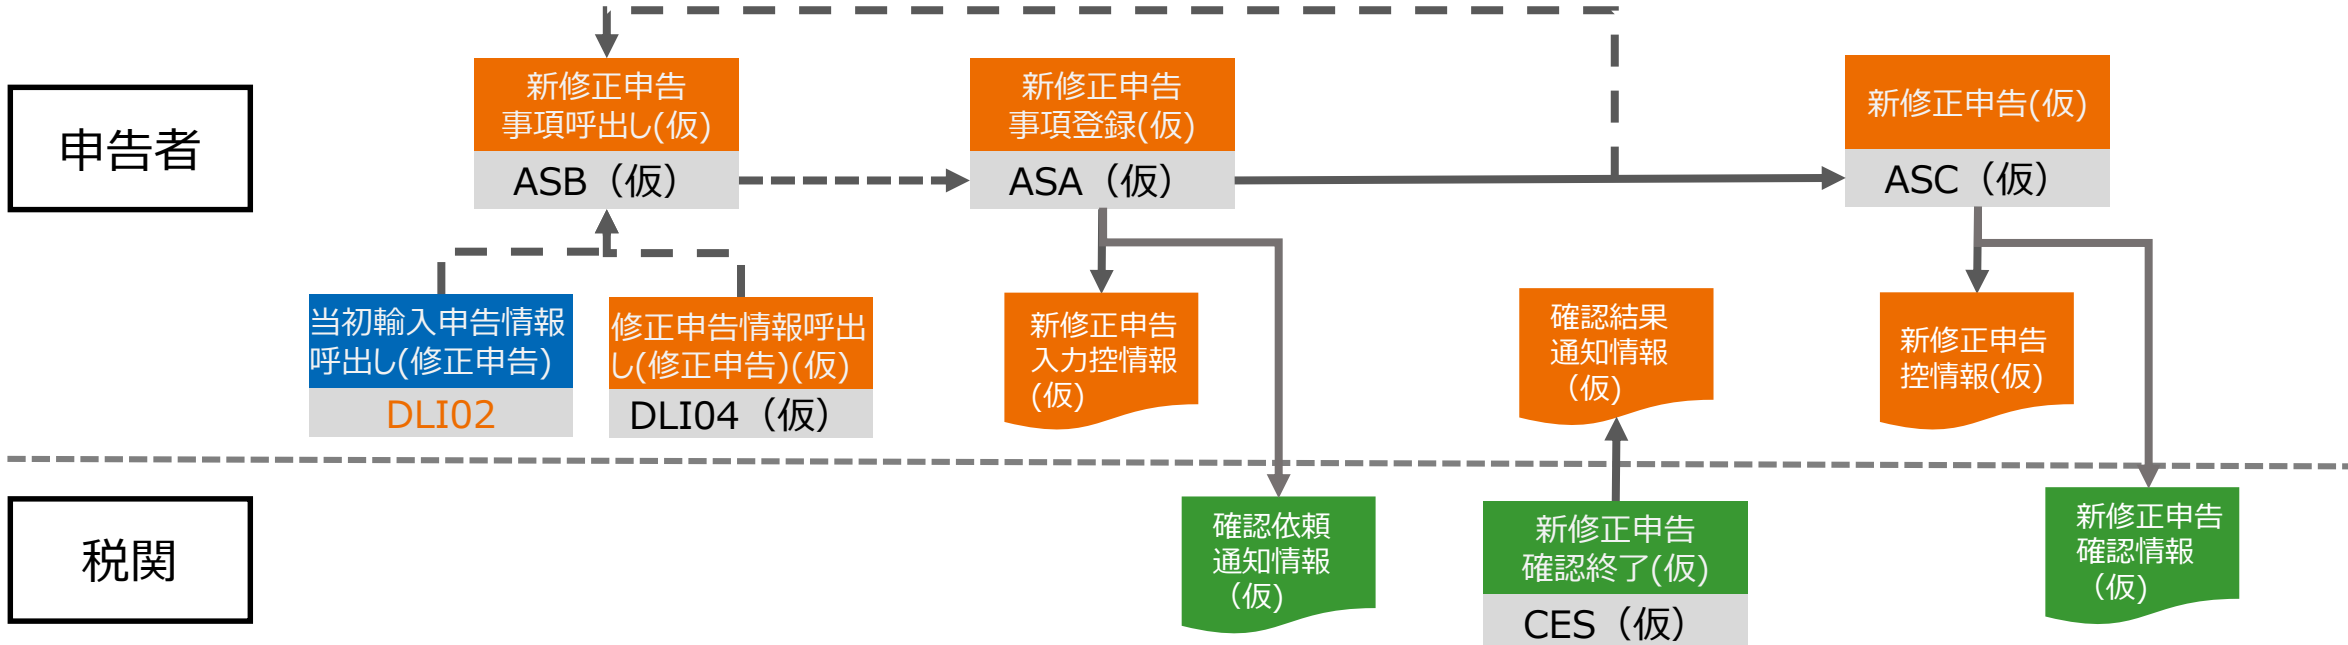 申告者
新修正申告
事項呼出し(仮)
ASB（仮）
新修正申告
事項登録(仮)
ASA（仮）
新修正申告(仮)
ASC（仮）
当初輸入申告情報
呼出し(修正申告)
DLI02
修正申告情報呼出
し(修正申告)(仮)
DLI04（仮）
新修正申告
入力控情報
(仮)
確認結果
通知情報
（仮)
新修正申告
控情報(仮)
税関
確認依頼
通知情報
（仮)
新修正申告
確認終了(仮)
CES（仮）
新修正申告
確認情報
（仮)